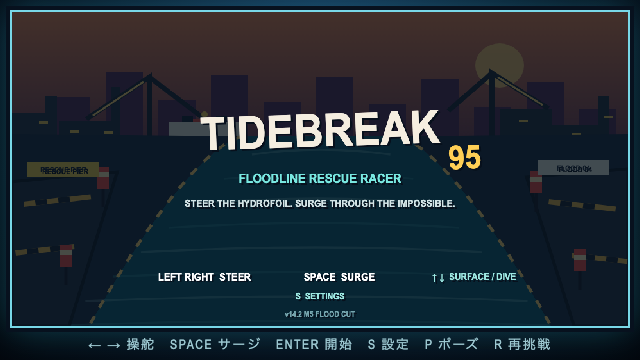 TIDEBREAK
95
FLOODLINE RESCUE RACER
STEER THE HYDROFOIL. SURGE THROUGH THE IMPOSSIBLE.
LEFT RIGHT STEER SPACE SURGE ↑↓ SURFACE / DIVE
S SETTINGS
v14.2 M5 FLOOD CUT
← → 操舵 SPACE サージ ENTER 開始 S 設定 P ポーズ R 再挑戦